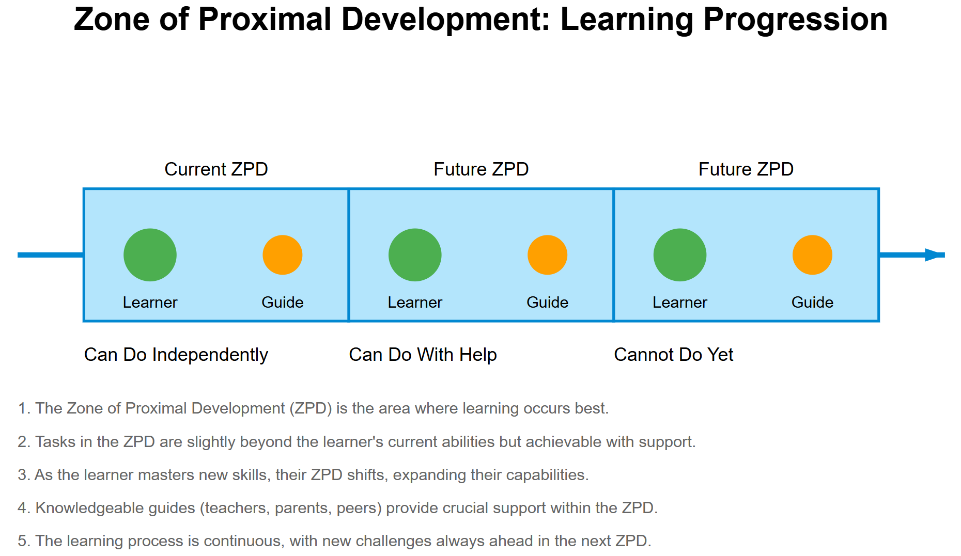 Zone of Proximal Development: Learning Progression
Current ZPD Future ZPD Future ZPD
Learner Guide Learner Guide Learner Guide
Can Do Independently Can Do With Help Cannot Do Yet
1. The Zone of Proximal Development (ZPD) is the area where learning occurs best.
2. Tasks in the ZPD are slightly beyond the learner's current abilities but achievable with support.
3. As the learner masters new skills, their ZPD shifts, expanding their capabilities.
4. Knowledgeable guides (teachers, parents, peers) provide crucial support within the ZPD.
5. The learning process is continuous, with new challenges always ahead in the next ZPD.